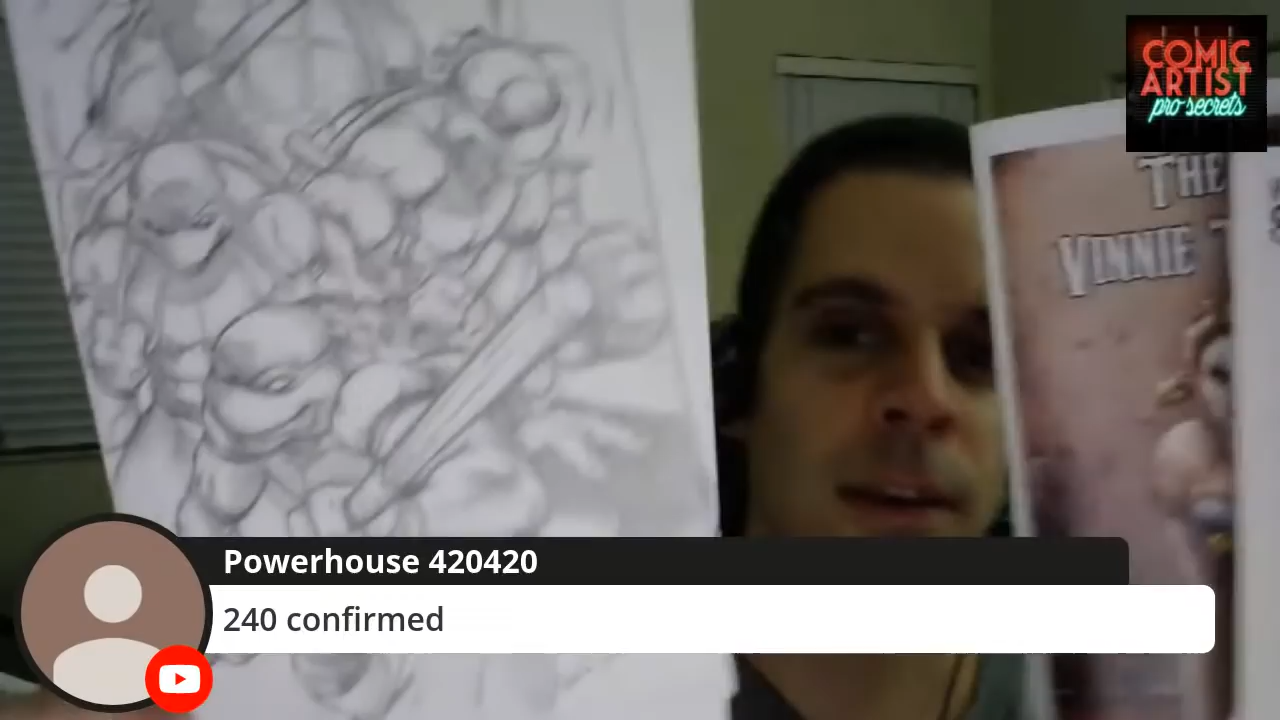 COMIC
ARTIST
pro secrets
THE
VINNIE
Powerhouse 420420
240 confirmed